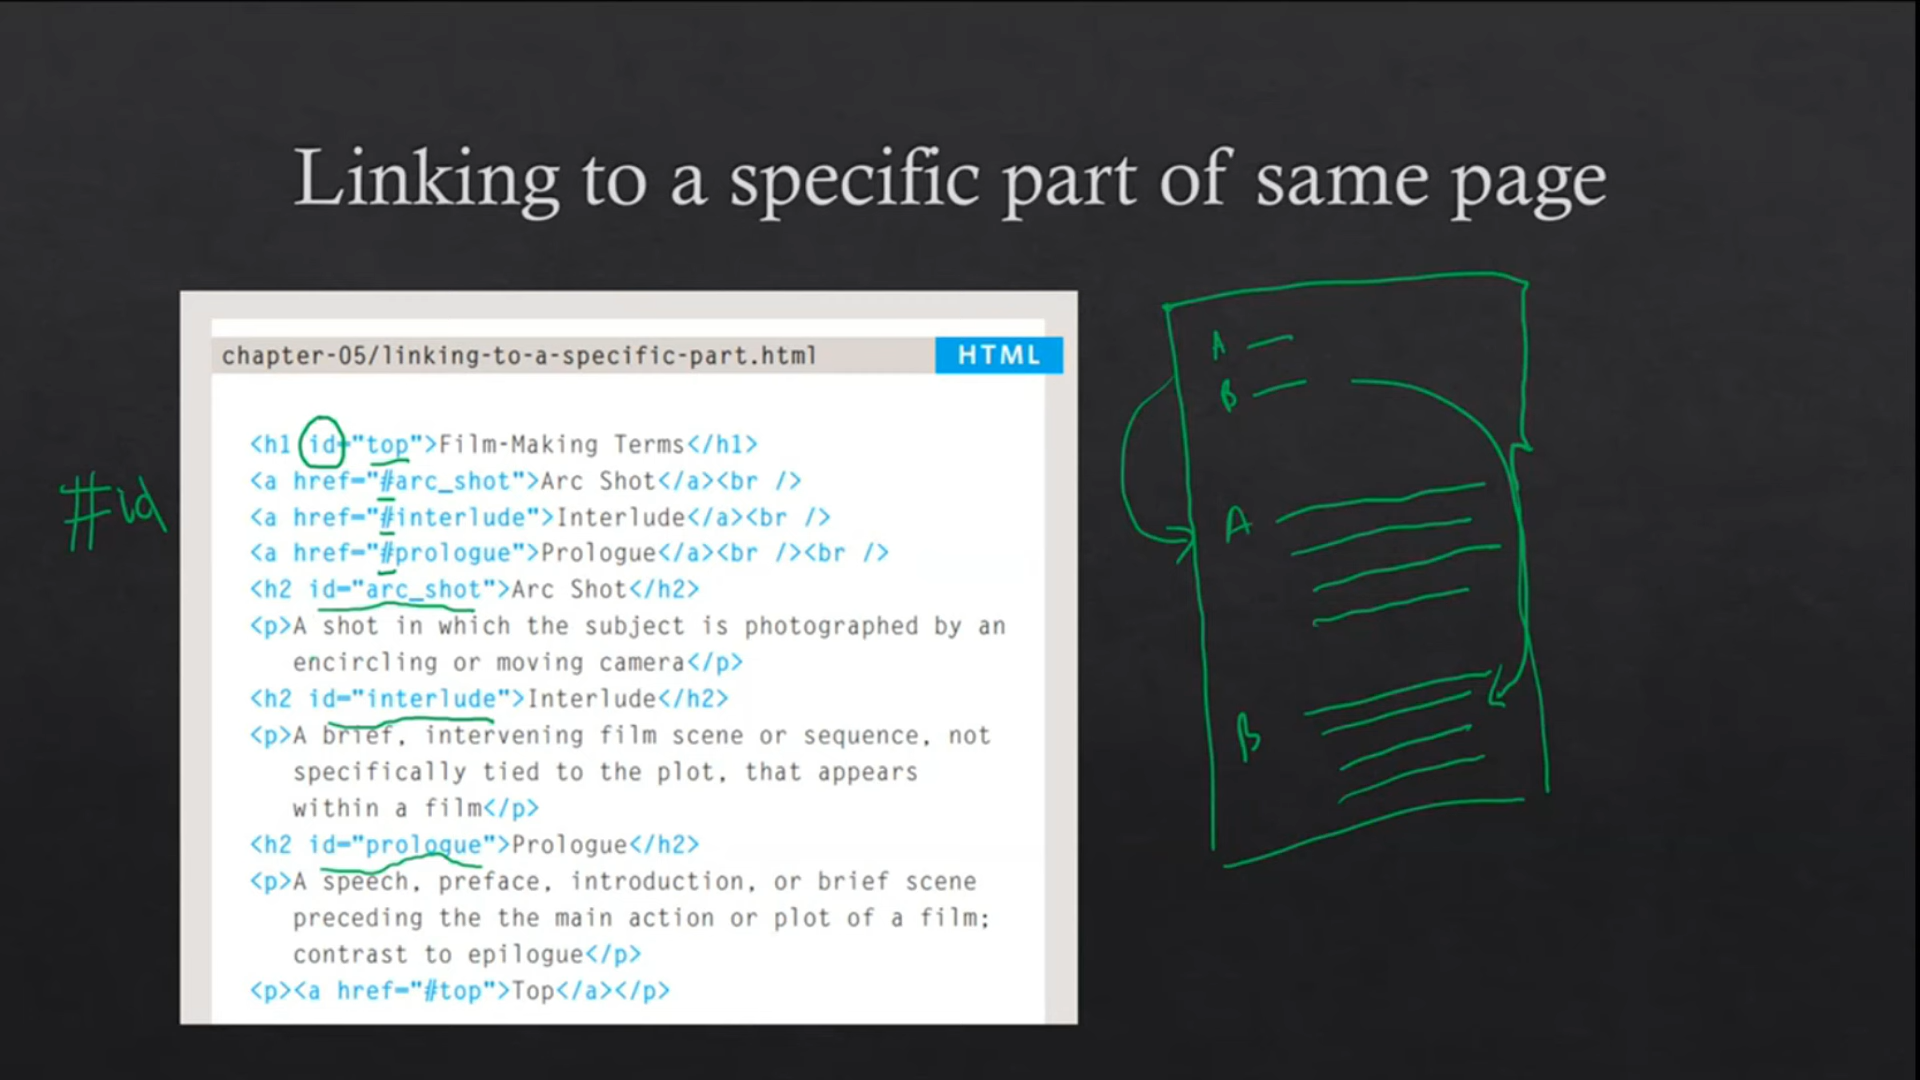 Linking to a specific part of same page
chapter-05/linking-to-a-specific-part.html
HTML
<h1 id="top">Film-Making Terms</h1>
<a href="#arc_shot">Arc Shot</a><br />
<a href="#interlude">Interlude</a><br />
<a href="#prologue">Prologue</a><br /><br />
<h2 id="arc_shot">Arc Shot</h2>
<p>A shot in which the subject is photographed by an
encircling or moving camera</p>
<h2 id="interlude">Interlude</h2>
<p>A brief, intervening film scene or sequence, not
specifically tied to the plot, that appears
within a film</p>
<h2 id="prologue">Prologue</h2>
<p>A speech, preface, introduction, or brief scene
preceding the the main action or plot of a film;
contrast to epilogue</p>
<p><a href="#top">Top</a></p>
#id
A
B
A
B